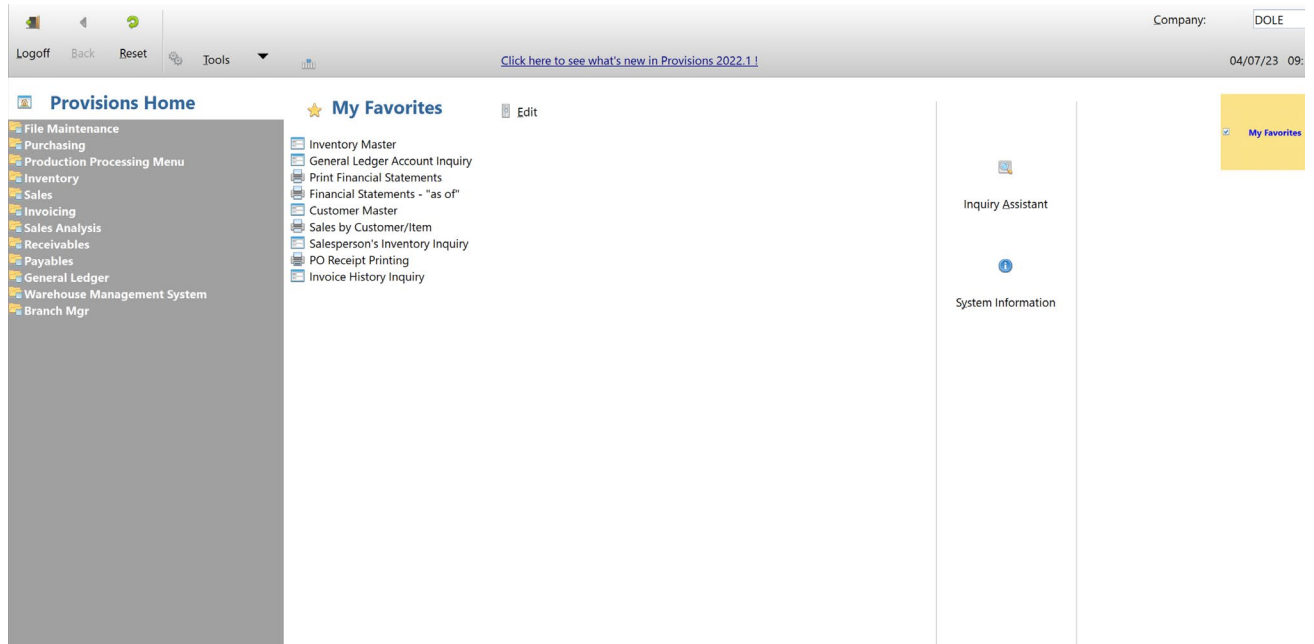 Company: DOLE
Logoff Back Reset Tools
Click here to see what's new in Provisions 2022.1 !
04/07/23 09:
Provisions Home
File Maintenance
Purchasing
Production Processing Menu
Inventory
Sales
Invoicing
Sales Analysis
Receivables
Payables
General Ledger
Warehouse Management System
Branch Mgr
My Favorites
Edit
Inventory Master
General Ledger Account Inquiry
Print Financial Statements
Financial Statements - "as of"
Customer Master
Sales by Customer/Item
Salesperson's Inventory Inquiry
PO Receipt Printing
Invoice History Inquiry
Inquiry Assistant
System Information
My Favorites